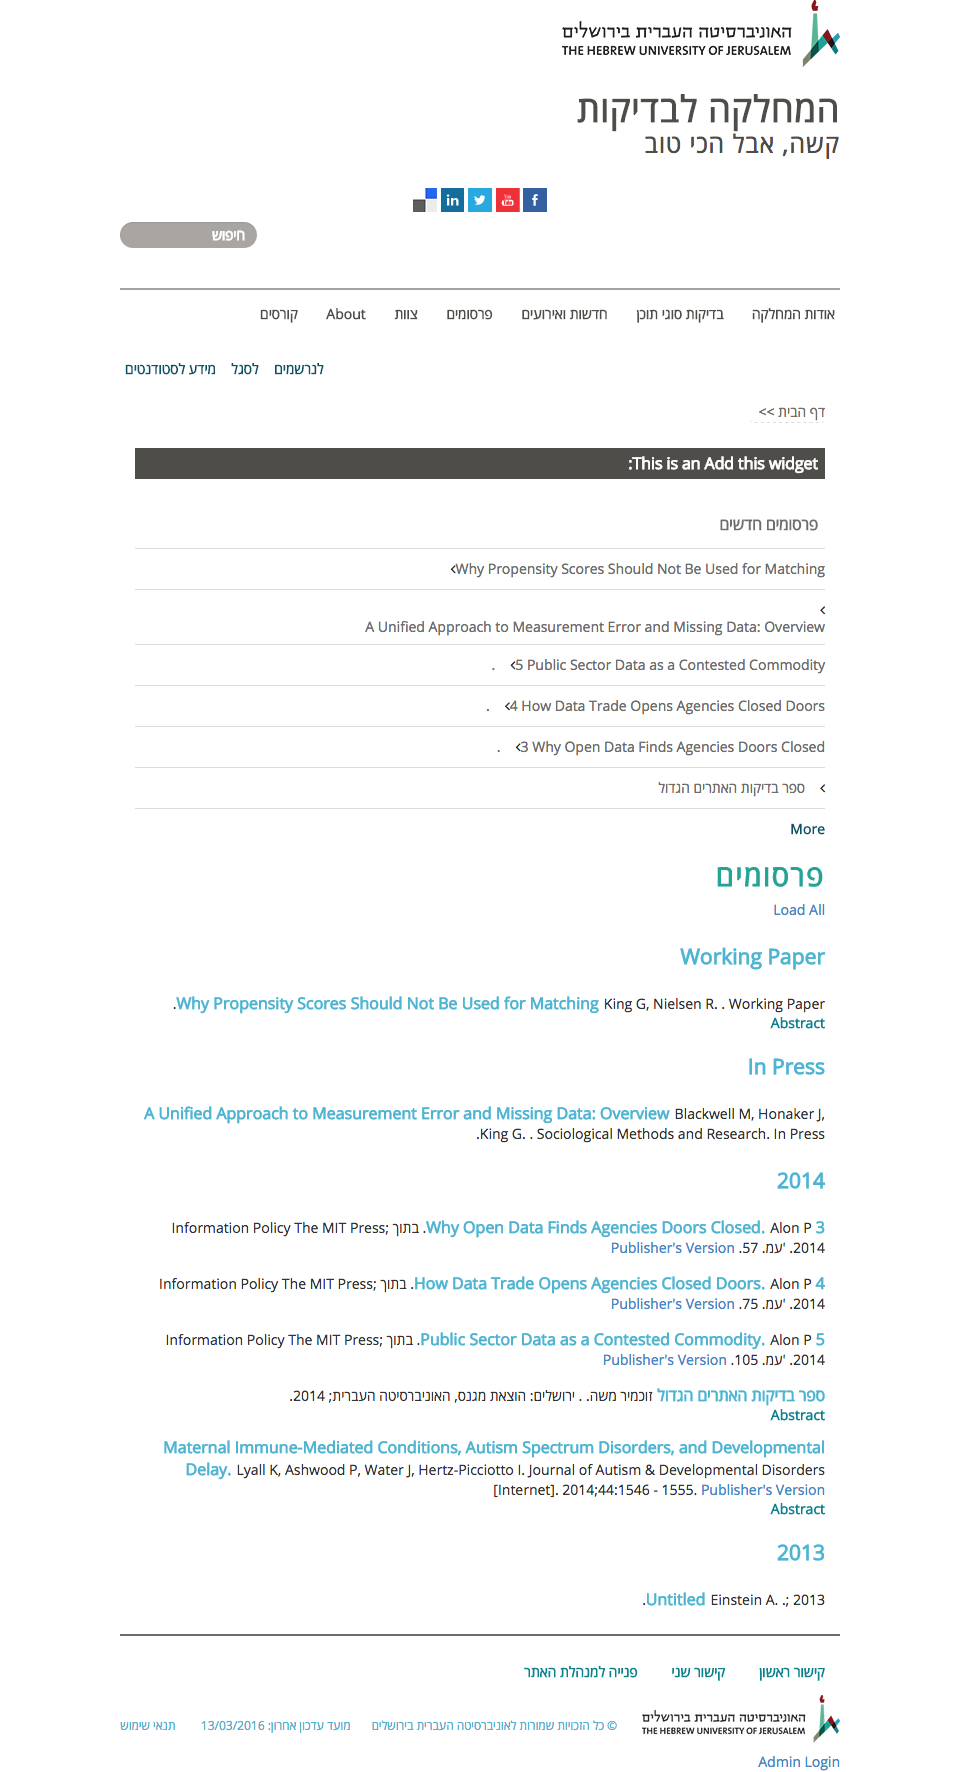 האוניברסיטה העברית בירושלים
THE HEBREW UNIVERSITY OF JERUSALEM
המחלקה לבדיקות
קשה, אבל הכי טוב
חיפוש
אודות המחלקה בדיקות סוגי תוכן חדשות ואירועים פרסומים צוות About קורסים
לנרשמים לסגל מידע לסטודנטים
דף הבית >>
This is an Add this widget:
פרסומים חדשים
Why Propensity Scores Should Not Be Used for Matching
A Unified Approach to Measurement Error and Missing Data: Overview
5 Public Sector Data as a Contested Commodity .
4 How Data Trade Opens Agencies Closed Doors .
3 Why Open Data Finds Agencies Doors Closed .
ספר בדיקות האתרים הגדול
More
פרסומים
Load All
Working Paper
.Why Propensity Scores Should Not Be Used for Matching King G, Nielsen R. . Working Paper
Abstract
In Press
A Unified Approach to Measurement Error and Missing Data: Overview Blackwell M, Honaker J,
.King G. . Sociological Methods and Research. In Press
2014
Information Policy The MIT Press; בתוך .Why Open Data Finds Agencies Doors Closed. Alon P 3
Publisher's Version .57 .עמ' .2014
Information Policy The MIT Press; בתוך .How Data Trade Opens Agencies Closed Doors. Alon P 4
Publisher's Version .75 .עמ' .2014
Information Policy The MIT Press; בתוך .Public Sector Data as a Contested Commodity. Alon P 5
Publisher's Version .105 .עמ' .2014
ספר בדיקות האתרים הגדול זוכמיר משה. . ירושלים: הוצאת מגנס, האוניברסיטה העברית; 2014.
Abstract
Maternal Immune-Mediated Conditions, Autism Spectrum Disorders, and Developmental
Delay. Lyall K, Ashwood P, Water J, Hertz-Picciotto I. Journal of Autism & Developmental Disorders
[Internet]. 2014;44:1546 - 1555. Publisher's Version
Abstract
2013
.Untitled Einstein A. .; 2013
קישור ראשון קישור שני פנייה למנהלת האתר
האוניברסיטה העברית בירושלים
THE HEBREW UNIVERSITY OF JERUSALEM
© כל הזכויות שמורות לאוניברסיטה העברית בירושלים מועד עדכון אחרון: 13/03/2016 תנאי שימוש
Admin Login